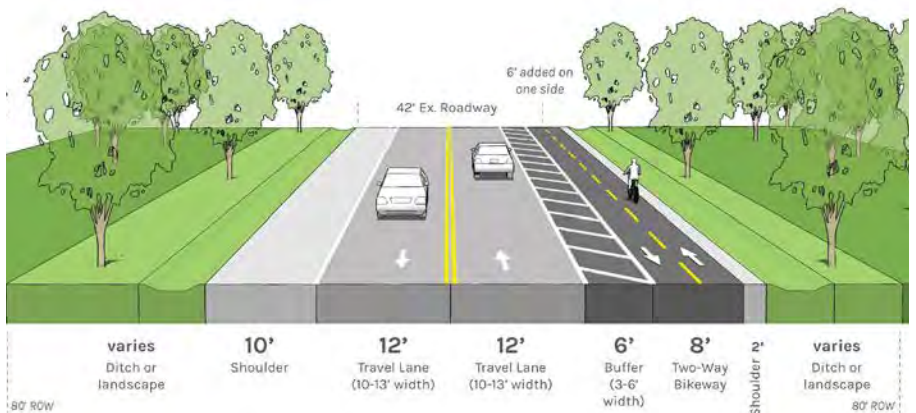 6' added on
one side
42' Ex. Roadway
varies
Ditch or
landscape
10'
Shoulder
12'
Travel Lane
(10-13' width)
12'
Travel Lane
(10-13' width)
6'
Buffer
(3-6'
width)
8'
Two-Way
Bikeway
2'
Shoulder
varies
Ditch or
landscape
80' ROW
80' ROW